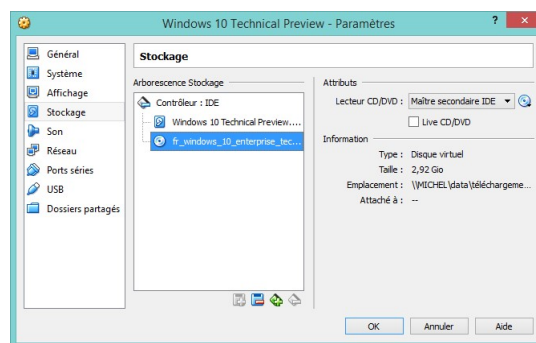 Windows 10 Technical Preview - Paramètres
Général
Système
Affichage
Stockage
Son
Réseau
Ports séries
USB
Dossiers partagés
Stockage
Arborescence Stockage
Contrôleur : IDE
Windows 10 Technical Preview....
fr_windows_10_enterprise_tec...
Attributs
Lecteur CD/DVD : Maître secondaire IDE
Live CD/DVD
Information
Type : Disque virtuel
Taille : 2,92 Gio
Emplacement : \\MICHEL\data\téléchargeme...
Attaché à : --
OK
Annuler
Aide